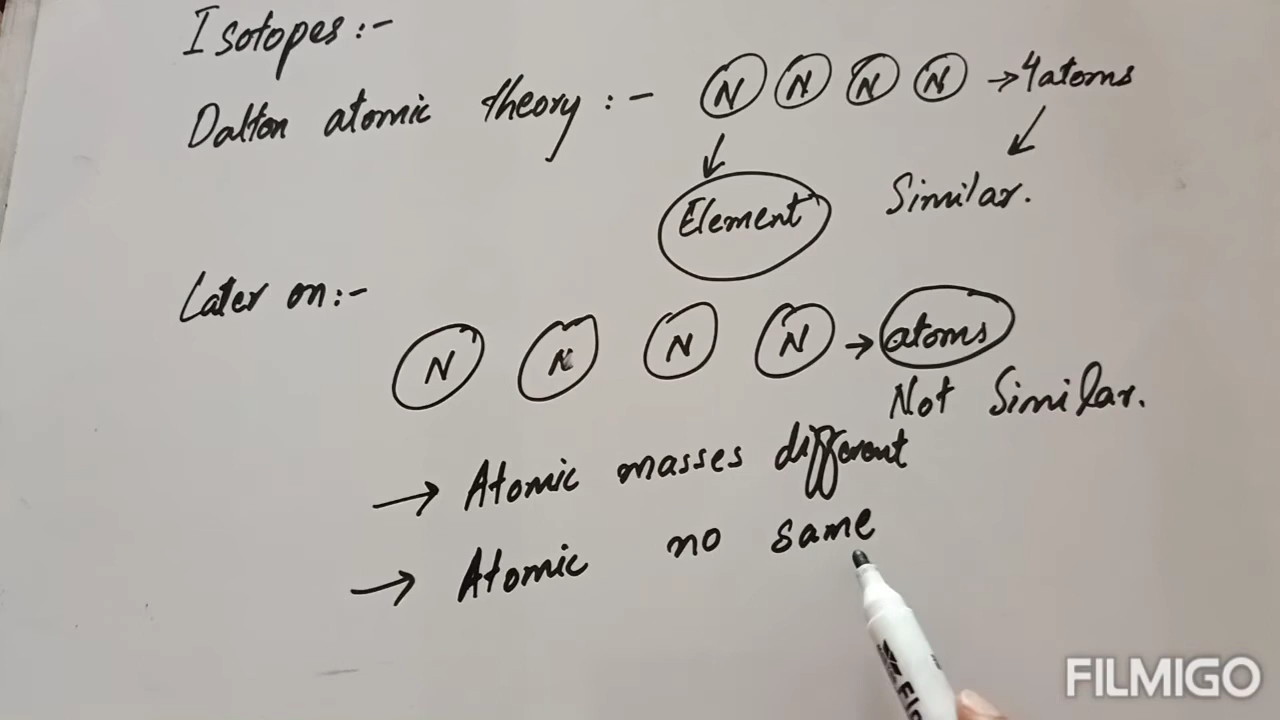 Isotopes :-
Dalton atomic theory :- N N N N → 4 atoms
Element Similar.
Later on :-
N N N N → atoms
Not Similar.
→ Atomic masses different
→ Atomic no same
FILMIGO